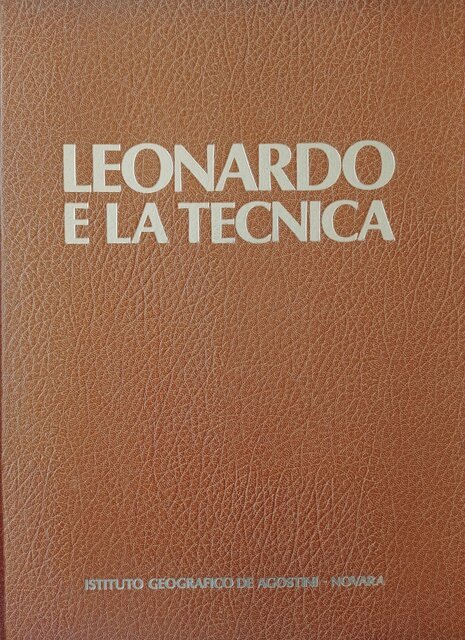 LEONARDO
E LA TECNICA
ISTITUTO GEOGRAFICO DE AGOSTINI - NOVARA